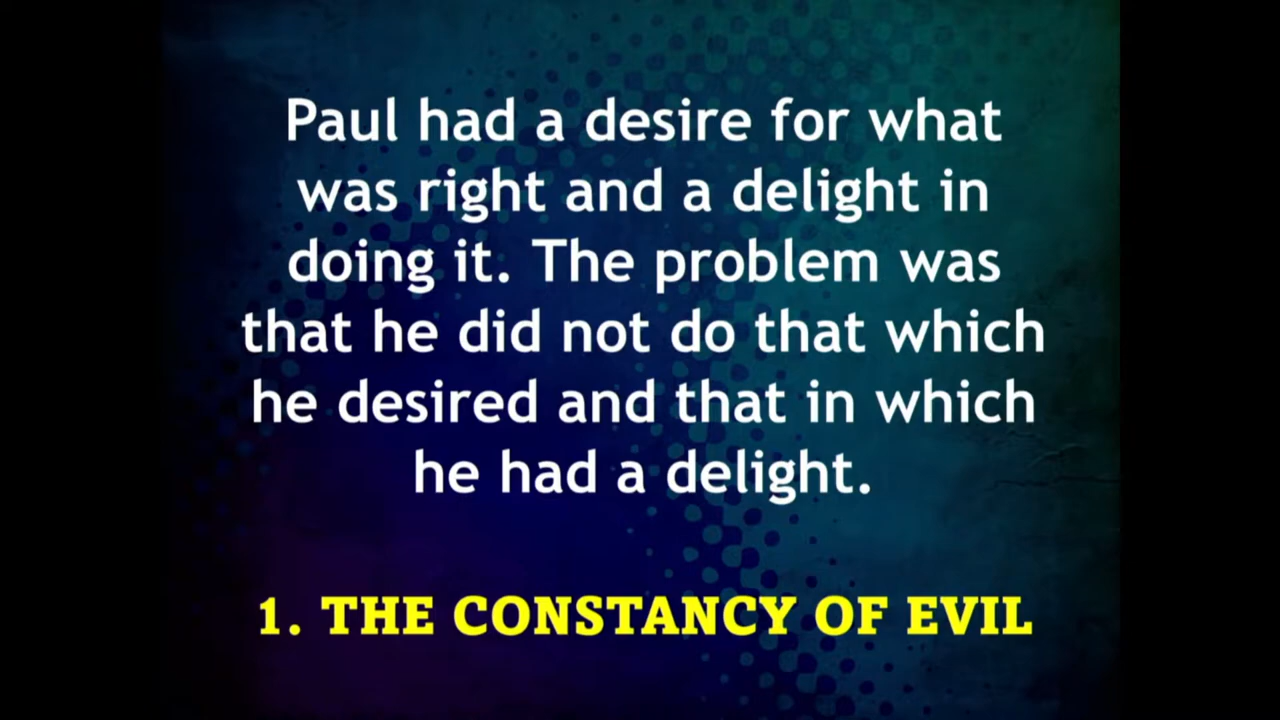 Paul had a desire for what
was right and a delight in
doing it. The problem was
that he did not do that which
he desired and that in which
he had a delight.
1. THE CONSTANCY OF EVIL